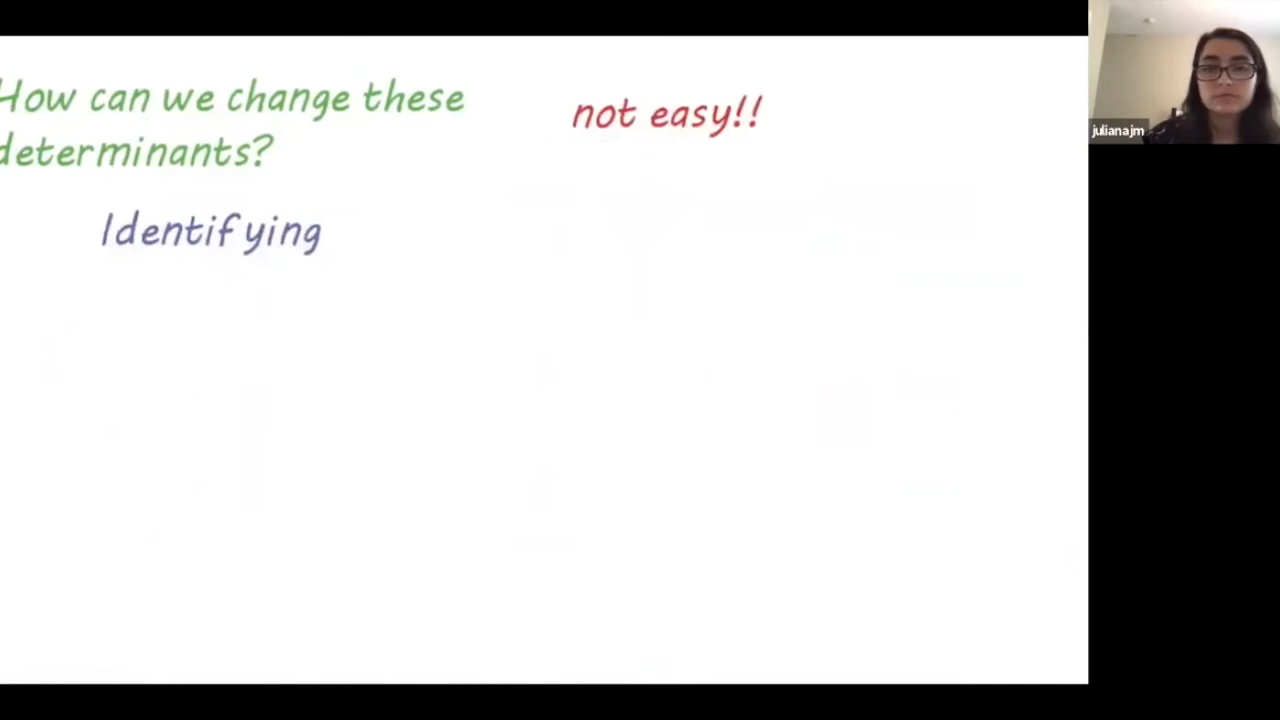 How can we change these
determinants?
not easy!!
Identifying
julianajm